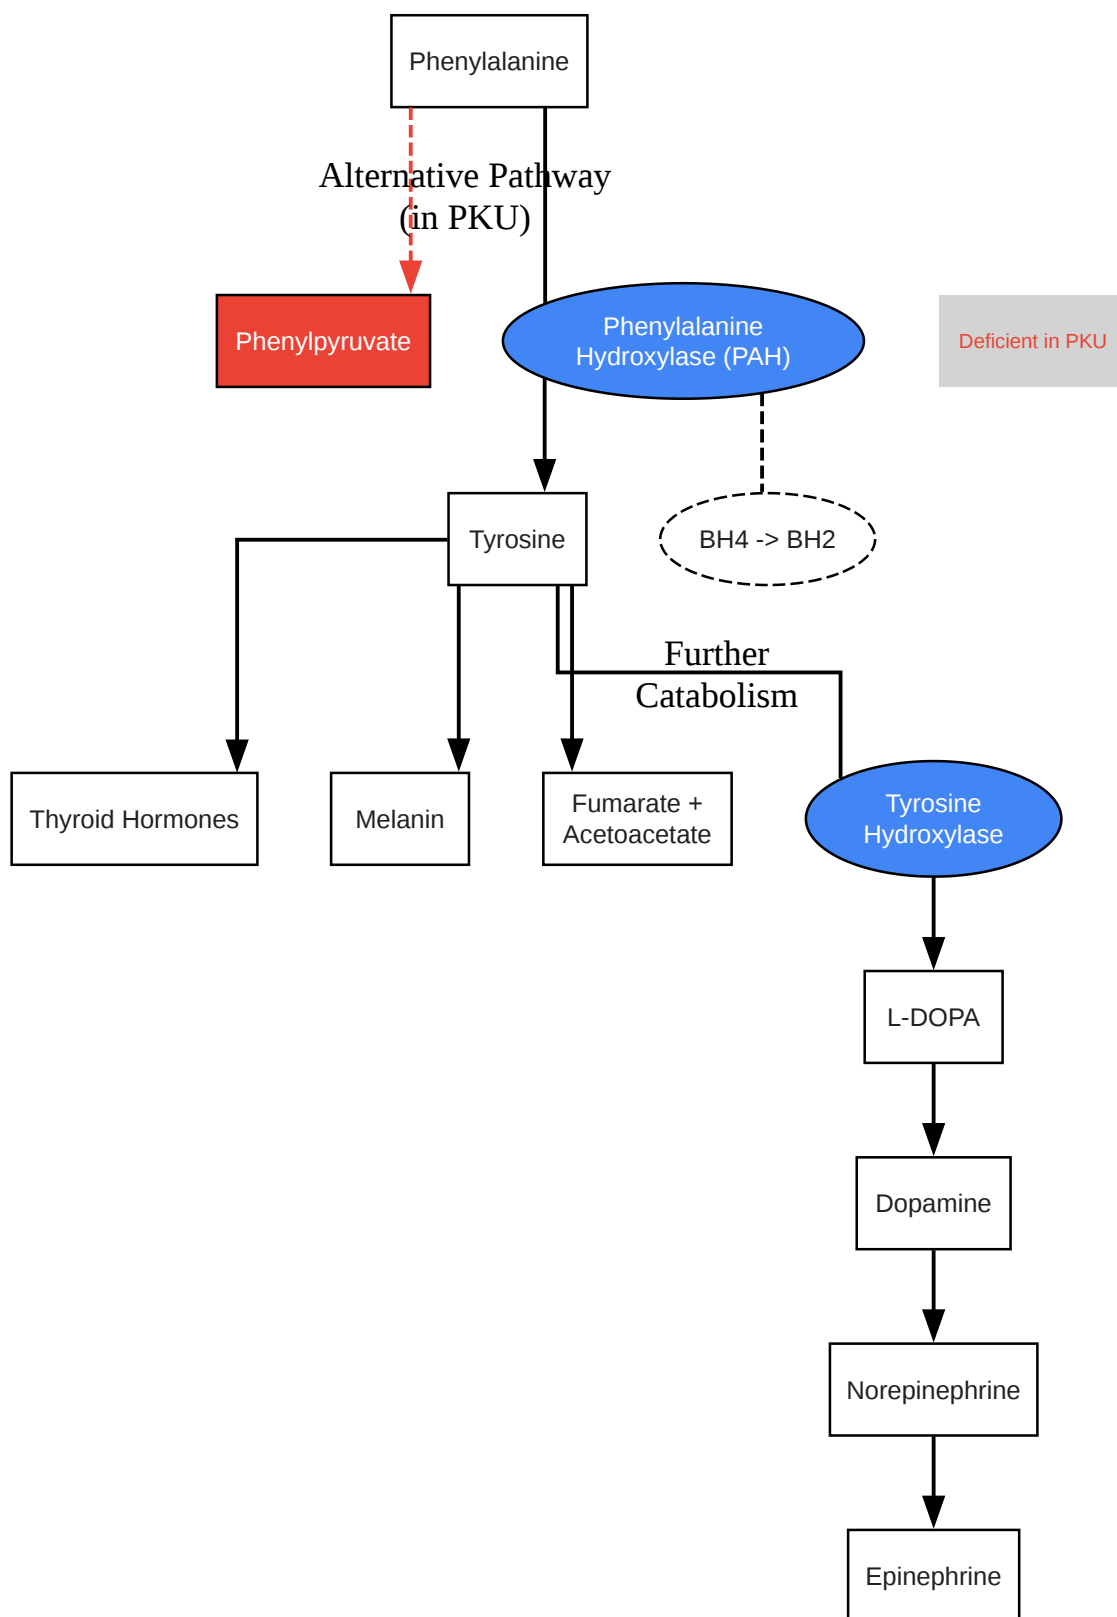 Phenylalanine
Alternative Pathway
(in PKU)
Phenylpyruvate
Phenylalanine
Hydroxylase (PAH)
Deficient in PKU
Tyrosine
BH4 -> BH2
Further
Catabolism
Thyroid Hormones
Melanin
Fumarate +
Acetoacetate
Tyrosine
Hydroxylase
L-DOPA
Dopamine
Norepinephrine
Epinephrine